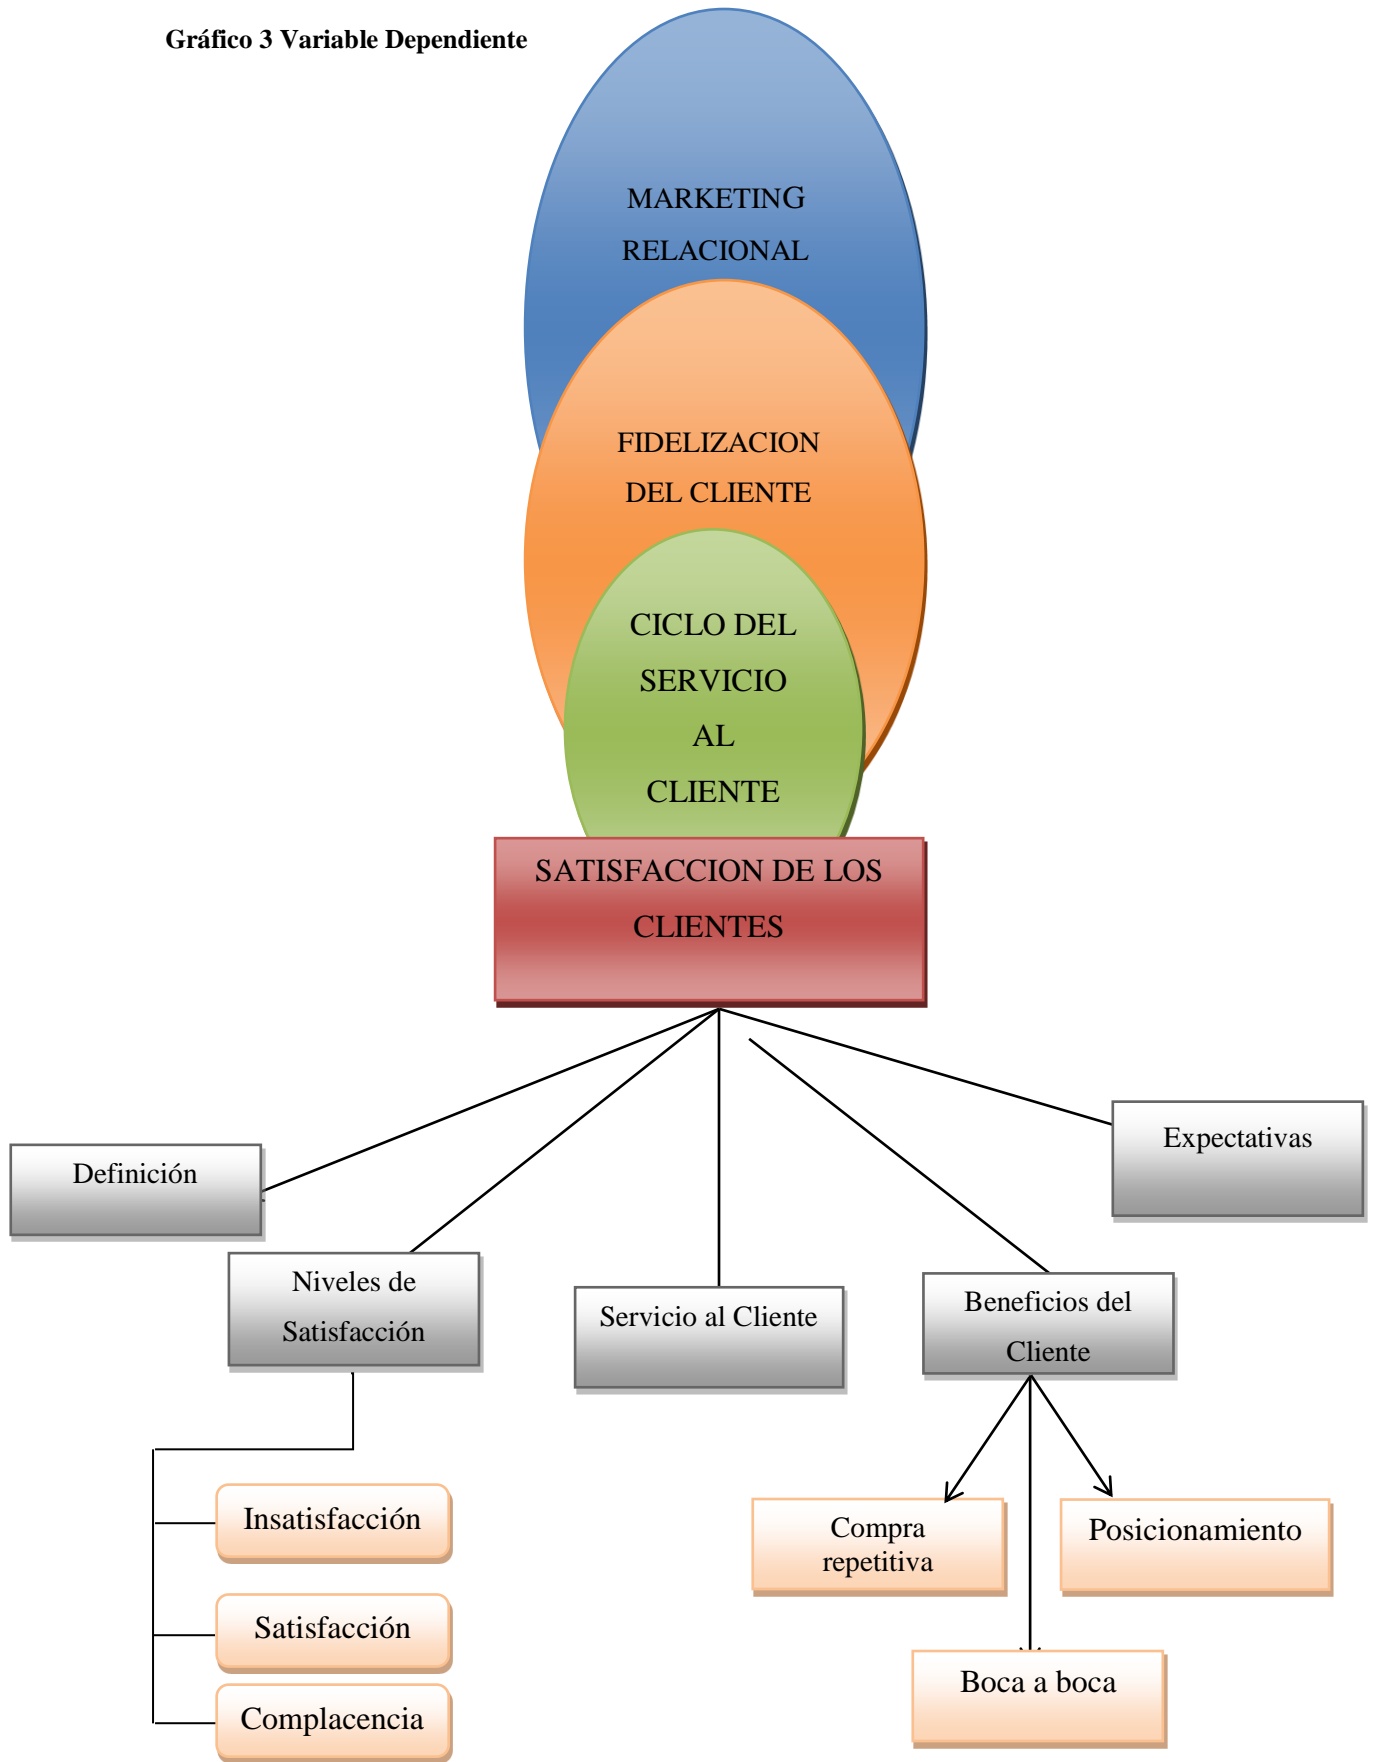 Gráfico 3 Variable Dependiente
MARKETING
RELACIONAL
FIDELIZACION
DEL CLIENTE
CICLO DEL
SERVICIO
AL
CLIENTE
SATISFACCION DE LOS
CLIENTES
Definición
Niveles de
Satisfacción
Servicio al Cliente
Beneficios del
Cliente
Expectativas
Insatisfacción
Satisfacción
Complacencia
Compra
repetitiva
Boca a boca
Posicionamiento